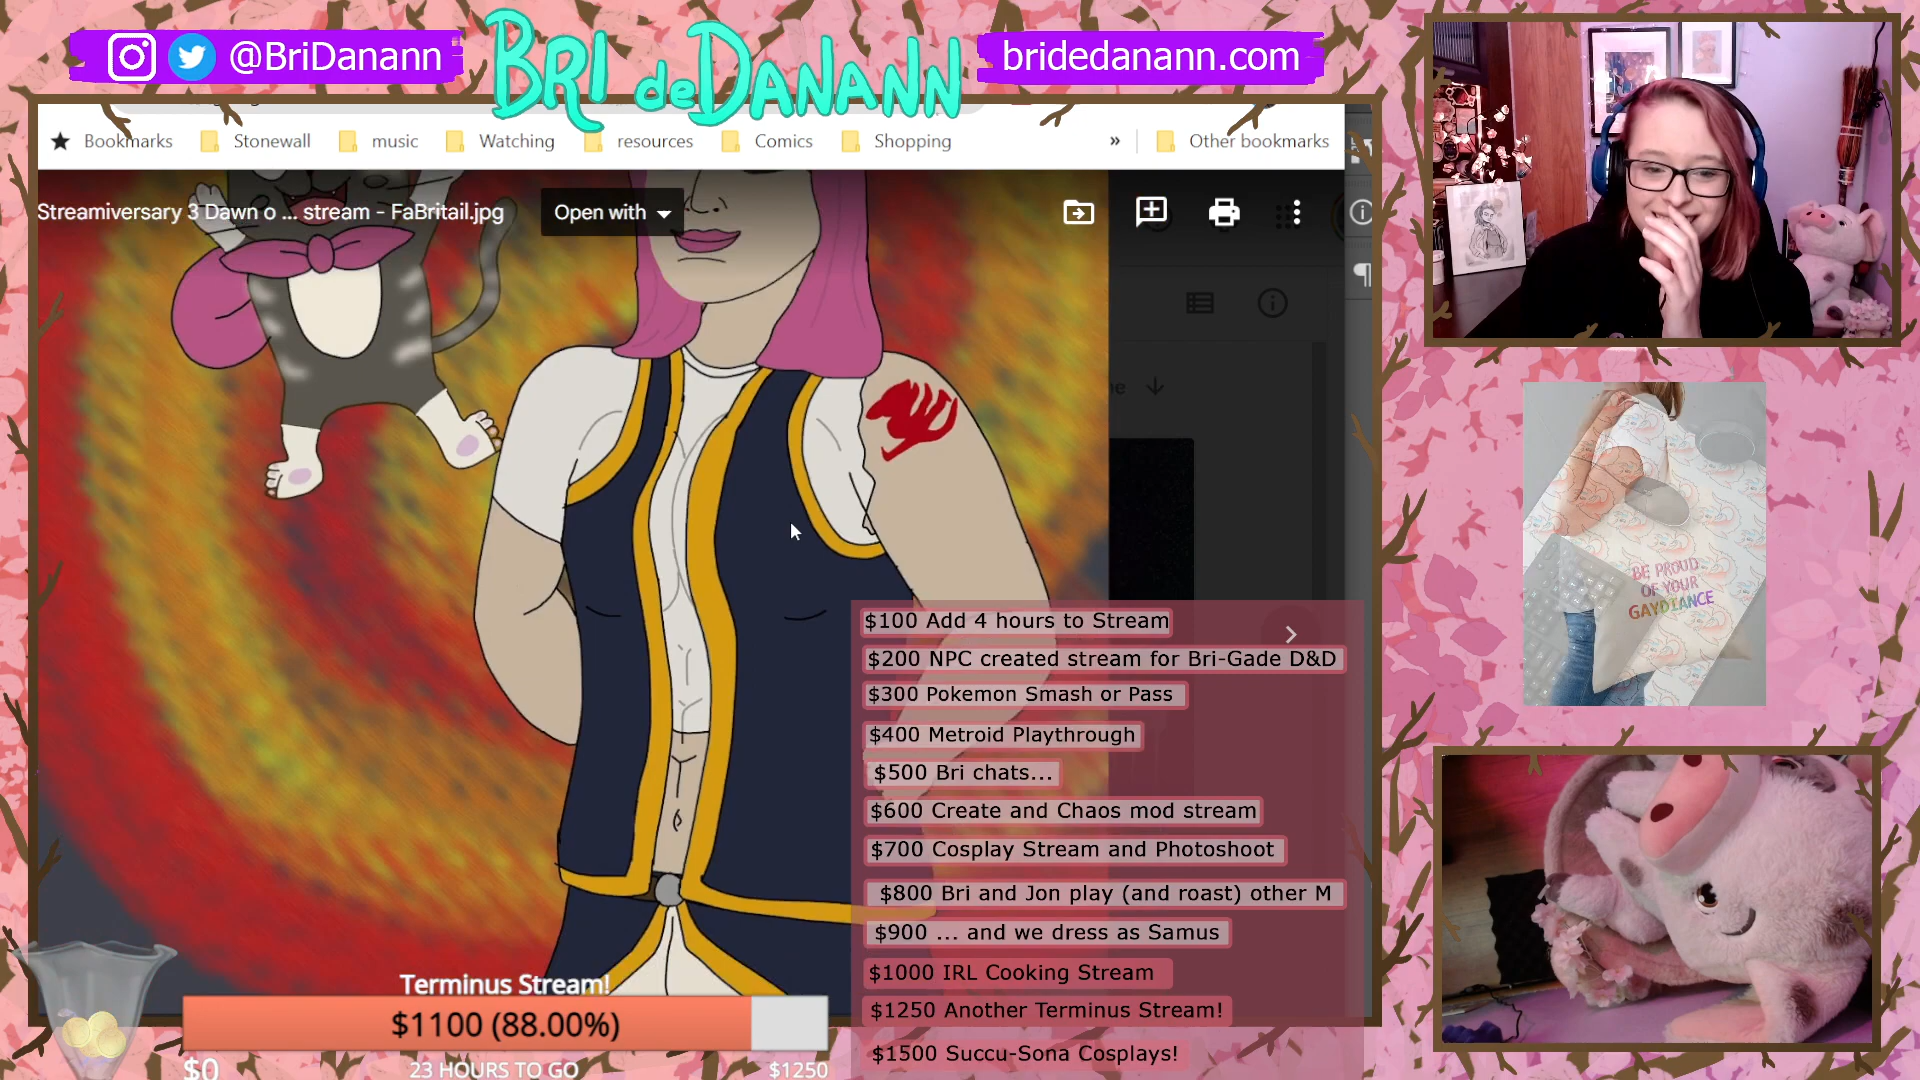 @BriDanann
BRI deDANANN
bridedanann.com
Bookmarks
Stonewall
music
Watching
resources
Comics
Shopping
»
Other bookmarks
Streamiversary 3 Dawn o ... stream - FaBritail.jpg
Open with
BE PROUD
OF YOUR
GAYDIANCE
$100 Add 4 hours to Stream
$200 NPC created stream for Bri-Gade D&D
$300 Pokemon Smash or Pass
$400 Metroid Playthrough
$500 Bri chats...
$600 Create and Chaos mod stream
$700 Cosplay Stream and Photoshoot
$800 Bri and Jon play (and roast) other M
$900 ... and we dress as Samus
$1000 IRL Cooking Stream
$1250 Another Terminus Stream!
$1500 Succu-Sona Cosplays!
Terminus Stream!
$1100 (88.00%)
$0
23 HOURS TO GO
$1250